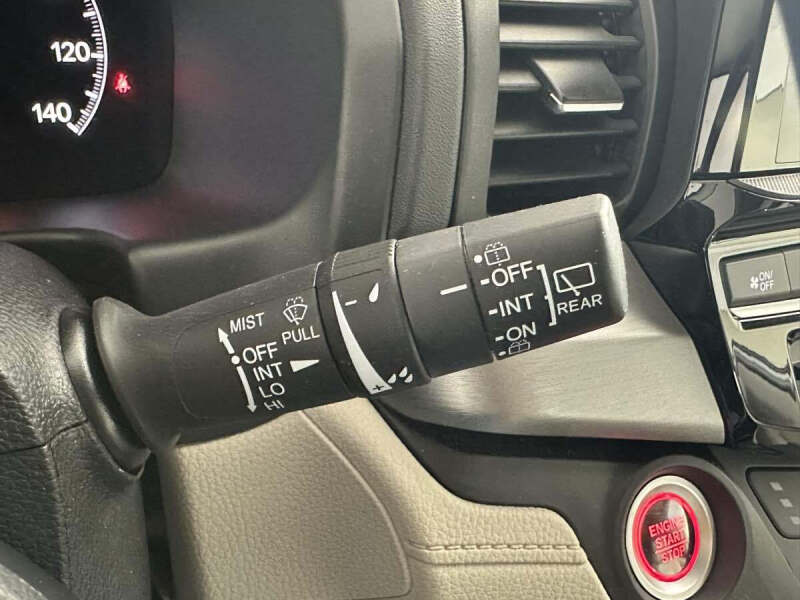 120
140
MIST
PULL
OFF
INT
LO
HI
OFF
INT
ON
REAR
ON/
OFF
ENGINE
START
STOP